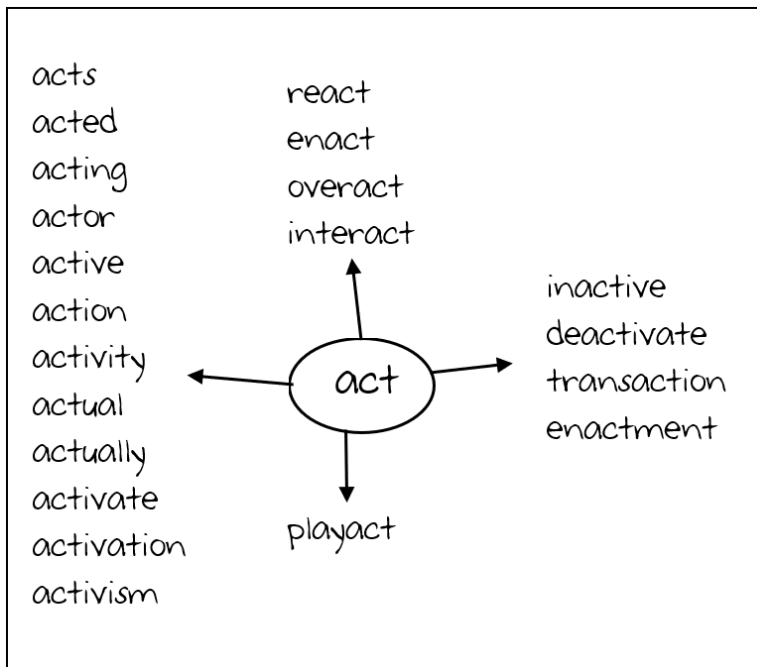 acts
acted
acting
actor
active
action
activity
actual
actually
activate
activation
activism
react
enact
overact
interact
act
playact
inactive
deactivate
transaction
enactment